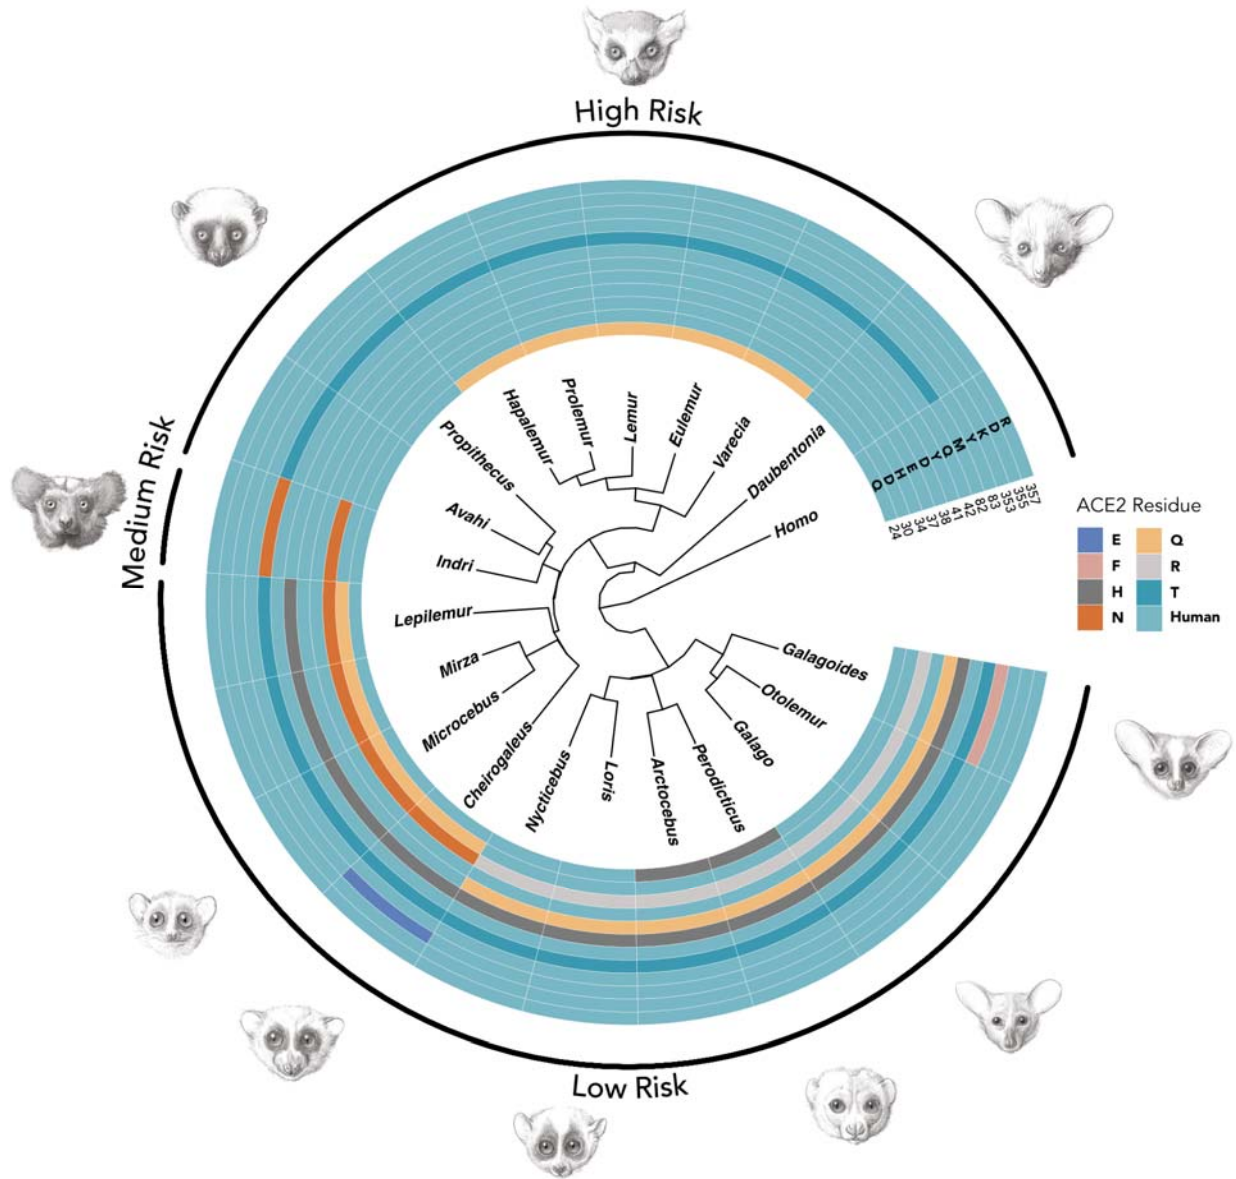 High Risk
Medium Risk
Low Risk
Propithecus
Hapalemur
Prolemur
Lemur
Eulemur
Varecia
Daubentonia
Homo
Avahi
Indri
Lepilemur
Mirza
Microcebus
Cheirogaleus
Nycticebus
Loris
Arctocebus
Perodicticus
Galago
Otolemur
Galagoides
QDHEDYQMYKDR
24
30
34
37
38
41
42
82
83
353
355
357
ACE2 Residue
E
F
H
N
Q
R
T
Human